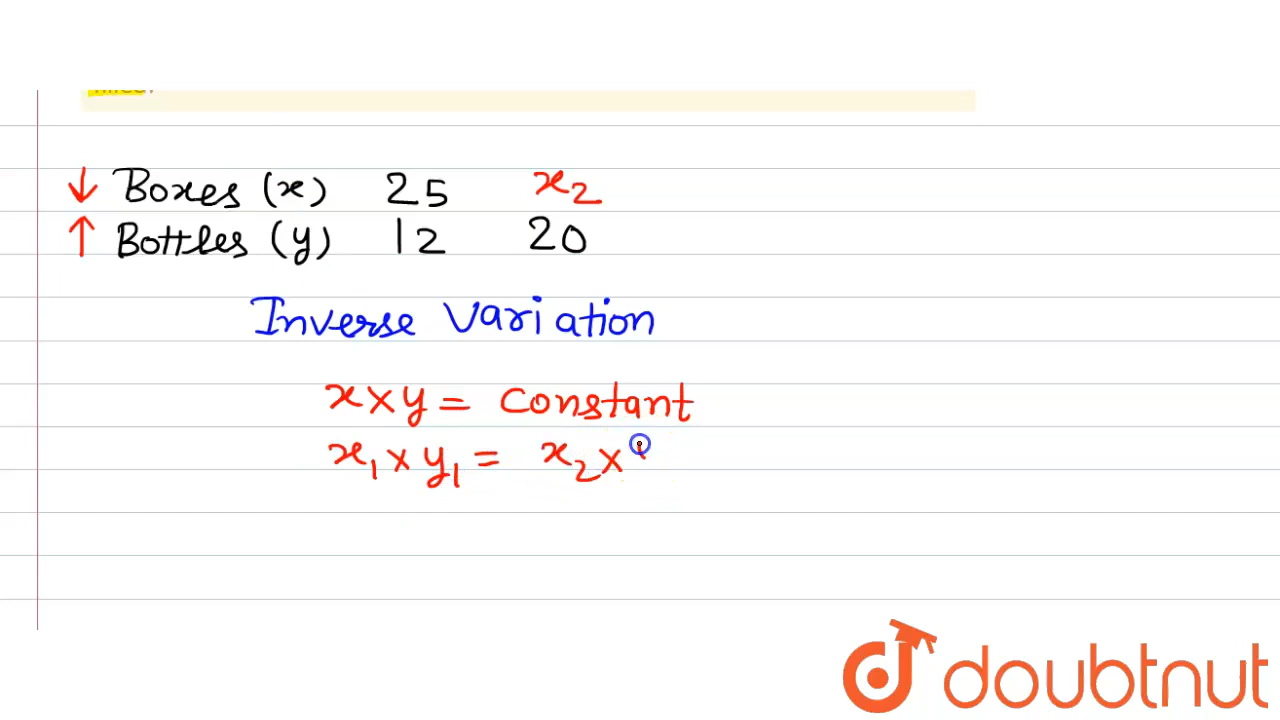 ↓ Boxes (x) 25 x₂
↑ Bottles (y) 12 20
Inverse Variation
x × y = constant
x₁ × y₁ = x₂ ×
doubtnut